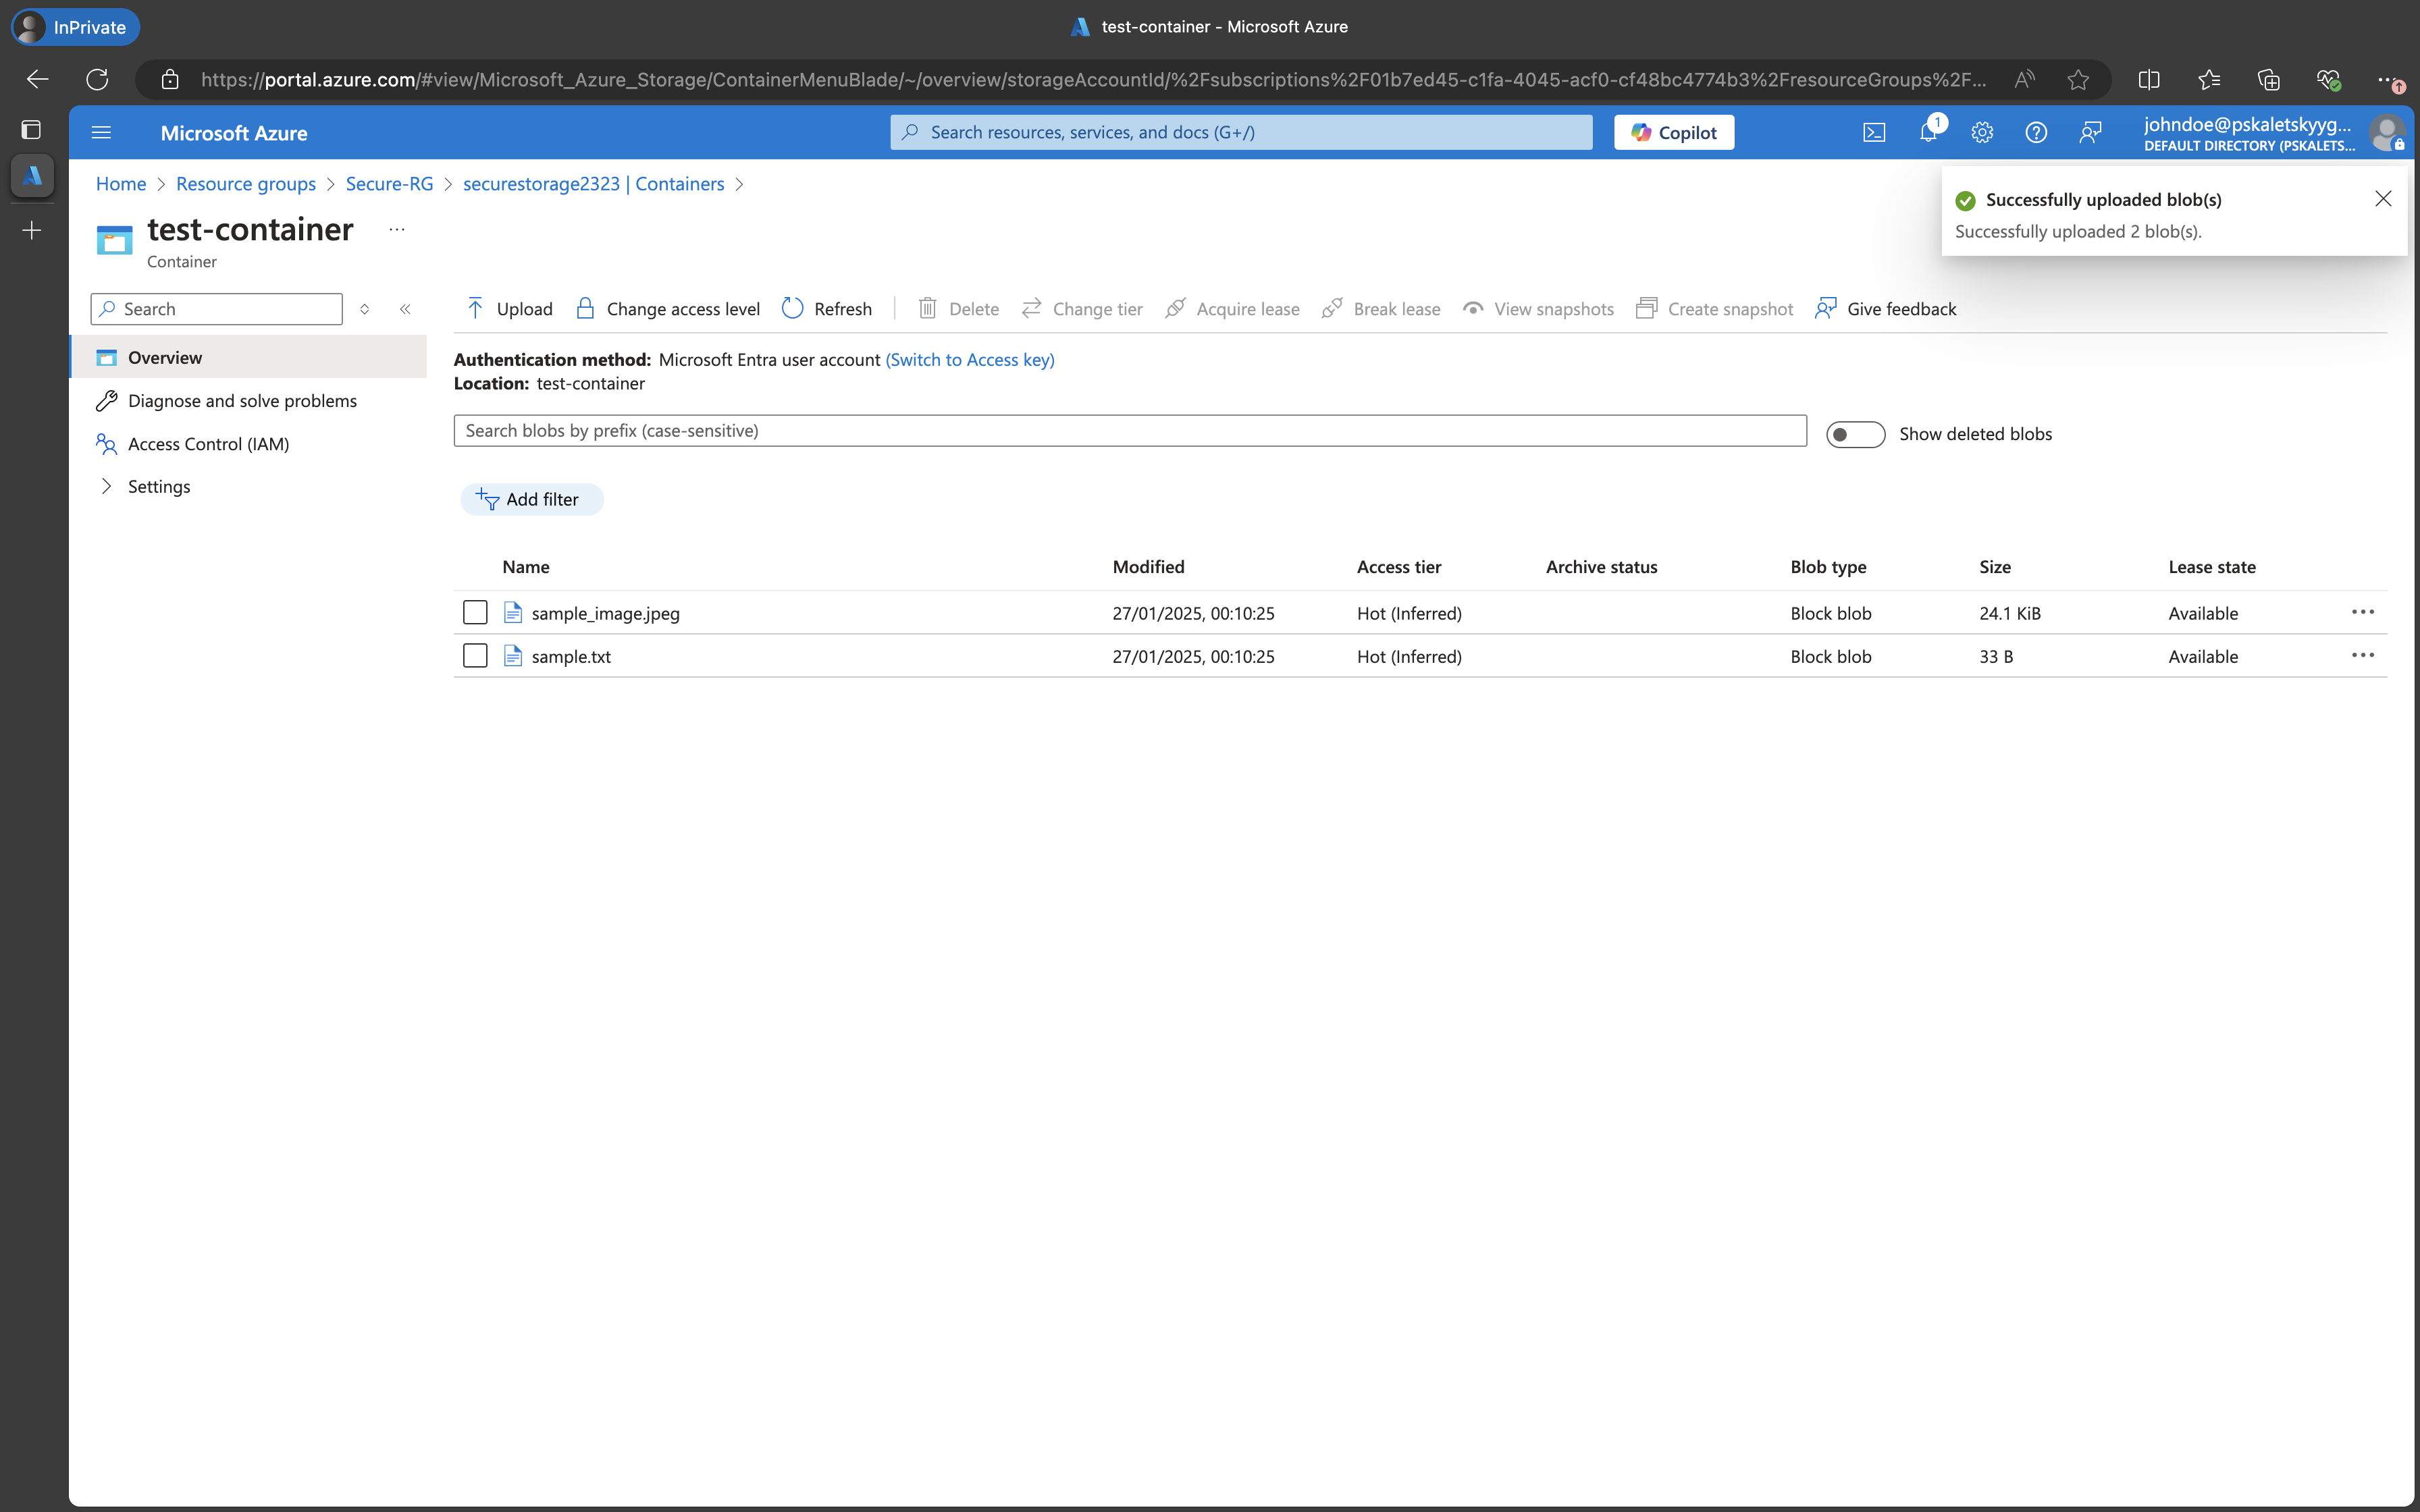 InPrivate
test-container - Microsoft Azure
https://portal.azure.com/#view/Microsoft_Azure_Storage/ContainerMenuBlade/~/overview/storageAccountId/%2Fsubscriptions%2F01b7ed45-c1fa-4045-acf0-cf48bc4774b3%2FresourceGroups%2F...
Microsoft Azure
Search resources, services, and docs (G+/)
Copilot
1
johndoe@pskaletskyyg...
DEFAULT DIRECTORY (PSKALETS...
Home > Resource groups > Secure-RG > securestorage2323 | Containers >
Successfully uploaded blob(s)
Successfully uploaded 2 blob(s).
test-container ...
Container
Search
Upload Change access level Refresh Delete Change tier Acquire lease Break lease View snapshots Create snapshot Give feedback
Overview
Diagnose and solve problems
Access Control (IAM)
Settings
Authentication method: Microsoft Entra user account (Switch to Access key)
Location: test-container
Search blobs by prefix (case-sensitive)
Show deleted blobs
Add filter
Name Modified Access tier Archive status Blob type Size Lease state
sample_image.jpeg 27/01/2025, 00:10:25 Hot (Inferred) Block blob 24.1 KiB Available
sample.txt 27/01/2025, 00:10:25 Hot (Inferred) Block blob 33 B Available